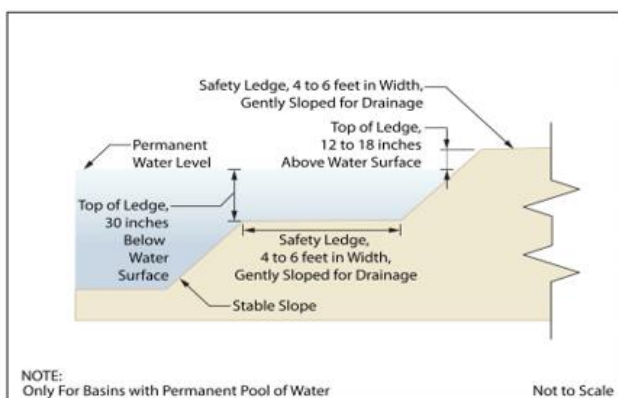 Safety Ledge, 4 to 6 feet in Width,
Gently Sloped for Drainage
Top of Ledge,
12 to 18 inches
Above Water Surface
Permanent
Water Level
Top of Ledge,
30 inches
Below
Water
Surface
Safety Ledge,
4 to 6 feet in Width,
Gently Sloped for Drainage
Stable Slope
NOTE:
Only For Basins with Permanent Pool of Water
Not to Scale